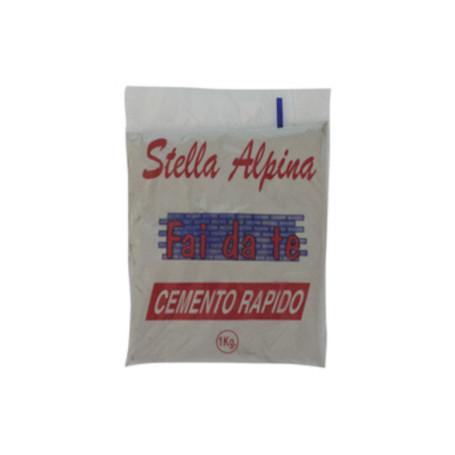 Stella Alpina
Fai da te
CEMENTO RAPIDO
1Kg.